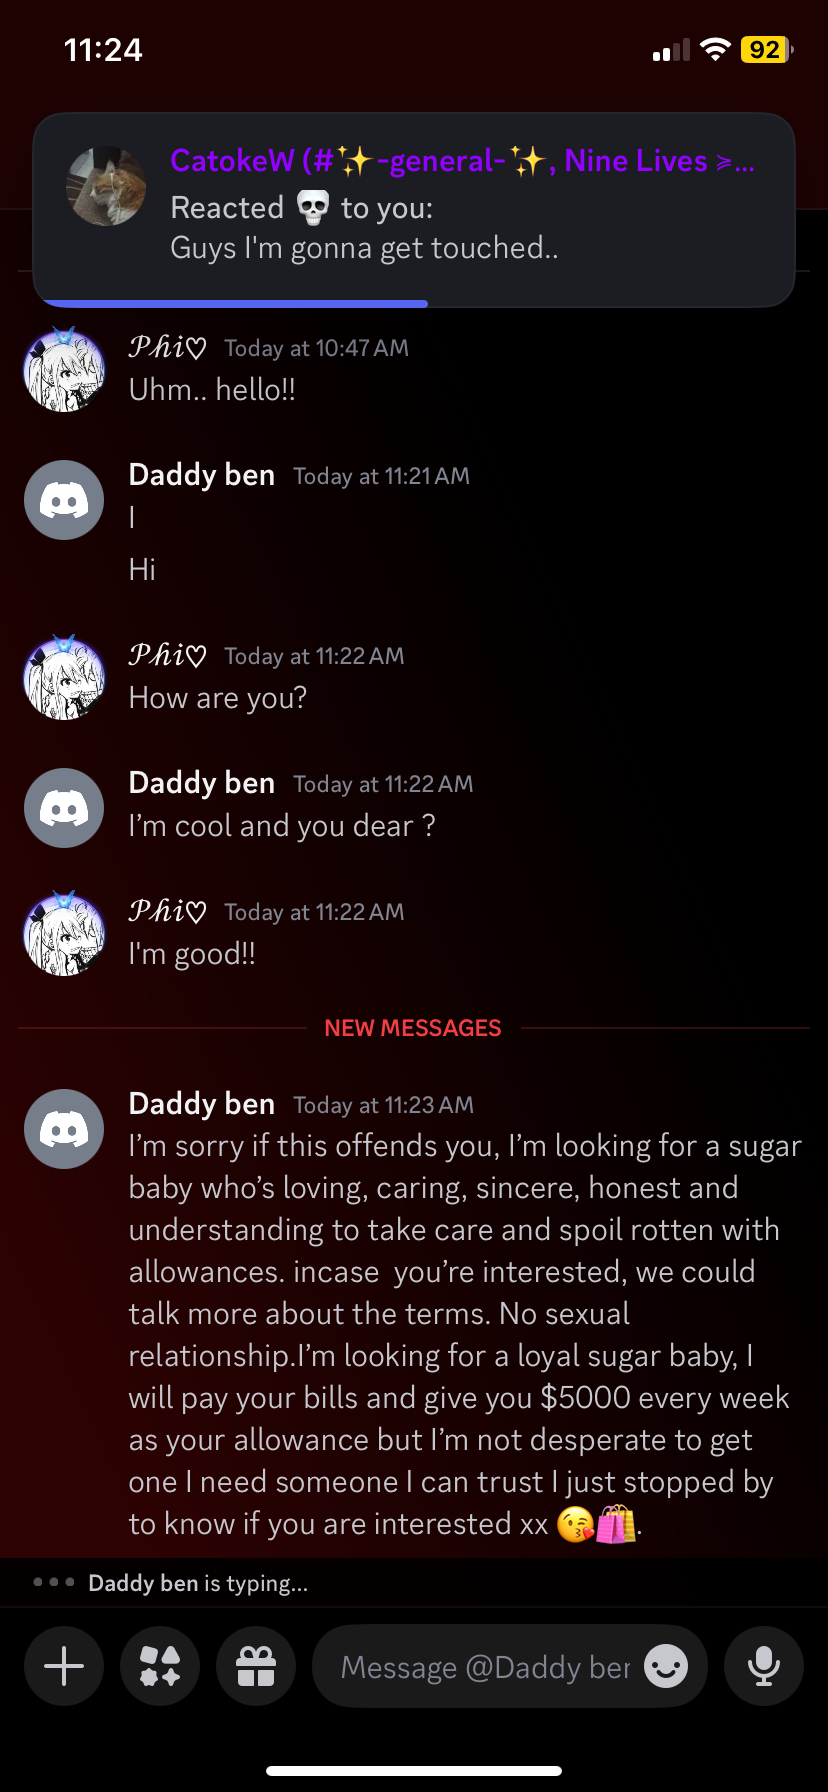 11:24
92
CatokeW (#✨-general-✨, Nine Lives ⪖...
Reacted 💀 to you:
Guys I'm gonna get touched..
𝒫𝒽𝒾♡ Today at 10:47 AM
Uhm.. hello!!
Daddy ben Today at 11:21 AM
I
Hi
𝒫𝒽𝒾♡ Today at 11:22 AM
How are you?
Daddy ben Today at 11:22 AM
I’m cool and you dear ?
𝒫𝒽𝒾♡ Today at 11:22 AM
I'm good!!
NEW MESSAGES
Daddy ben Today at 11:23 AM
I’m sorry if this offends you, I’m looking for a sugar
baby who’s loving, caring, sincere, honest and
understanding to take care and spoil rotten with
allowances. incase  you’re interested, we could
talk more about the terms. No sexual
relationship.I’m looking for a loyal sugar baby, I
will pay your bills and give you $5000 every week
as your allowance but I’m not desperate to get
one I need someone I can trust I just stopped by
to know if you are interested xx 😘🛍️.
Daddy ben is typing...
Message @Daddy ber